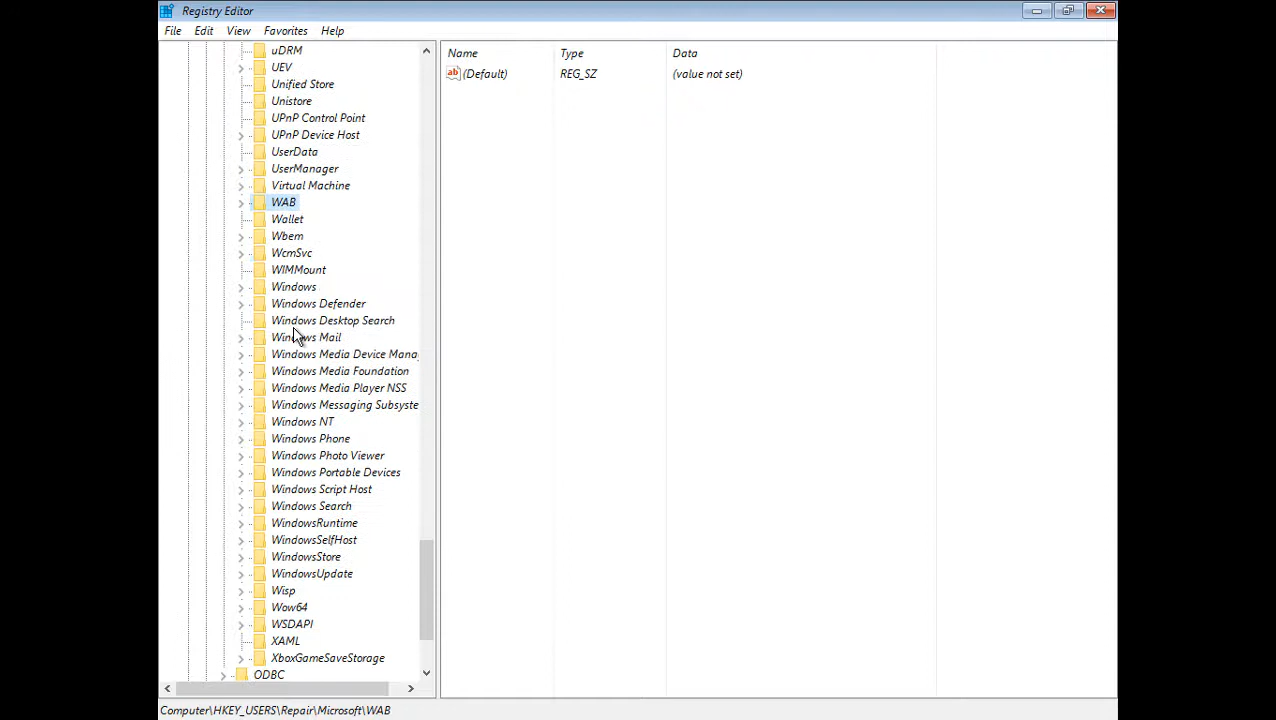 Registry Editor
File Edit View Favorites Help
uDRM
UEV
Unified Store
Unistore
UPnP Control Point
UPnP Device Host
UserData
UserManager
Virtual Machine
WAB
Wallet
Wbem
WcmSvc
WIMMount
Windows
Windows Defender
Windows Desktop Search
Windows Mail
Windows Media Device Mana
Windows Media Foundation
Windows Media Player NSS
Windows Messaging Subsyste
Windows NT
Windows Phone
Windows Photo Viewer
Windows Portable Devices
Windows Script Host
Windows Search
WindowsRuntime
WindowsSelfHost
WindowsStore
WindowsUpdate
Wisp
Wow64
WSDAPI
XAML
XboxGameSaveStorage
ODBC
Name Type Data
ab (Default) REG_SZ (value not set)
Computer\HKEY_USERS\Repair\Microsoft\WAB